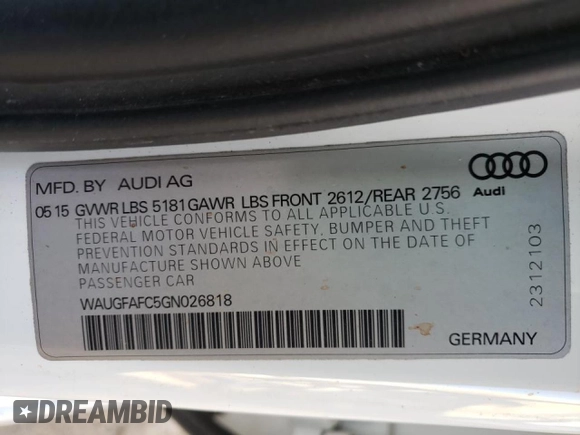 MFD. BY AUDI AG
Audi
05 15 GVWR LBS 5181 GAWR LBS FRONT 2612/REAR 2756
THIS VEHICLE CONFORMS TO ALL APPLICABLE U.S.
FEDERAL MOTOR VEHICLE SAFETY, BUMPER AND THEFT
PREVENTION STANDARDS IN EFFECT ON THE DATE OF
MANUFACTURE SHOWN ABOVE
PASSENGER CAR
WAUGFAFC5GN026818
2312103
GERMANY
DREAMBID